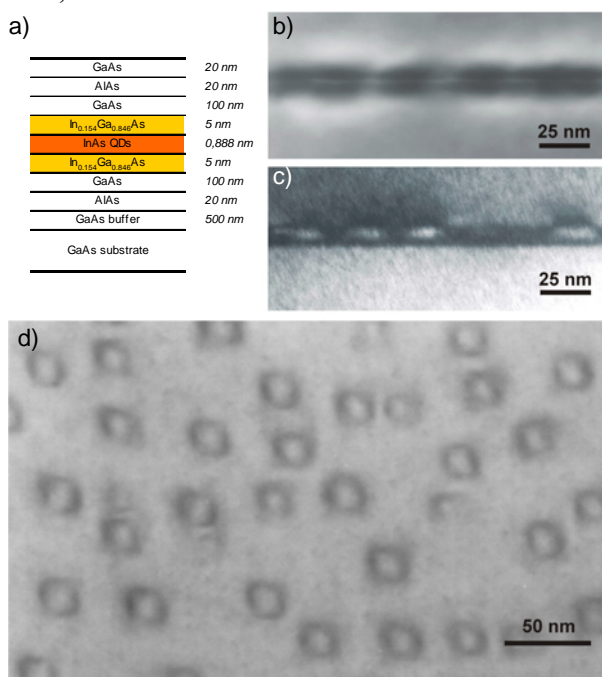 a)
GaAs 20 nm
AlAs 20 nm
GaAs 100 nm
In0.154Ga0.846As 5 nm
InAs QDs 0,888 nm
In0.154Ga0.846As 5 nm
GaAs 100 nm
AlAs 20 nm
GaAs buffer 500 nm
GaAs substrate
b)
25 nm
c)
25 nm
d)
50 nm